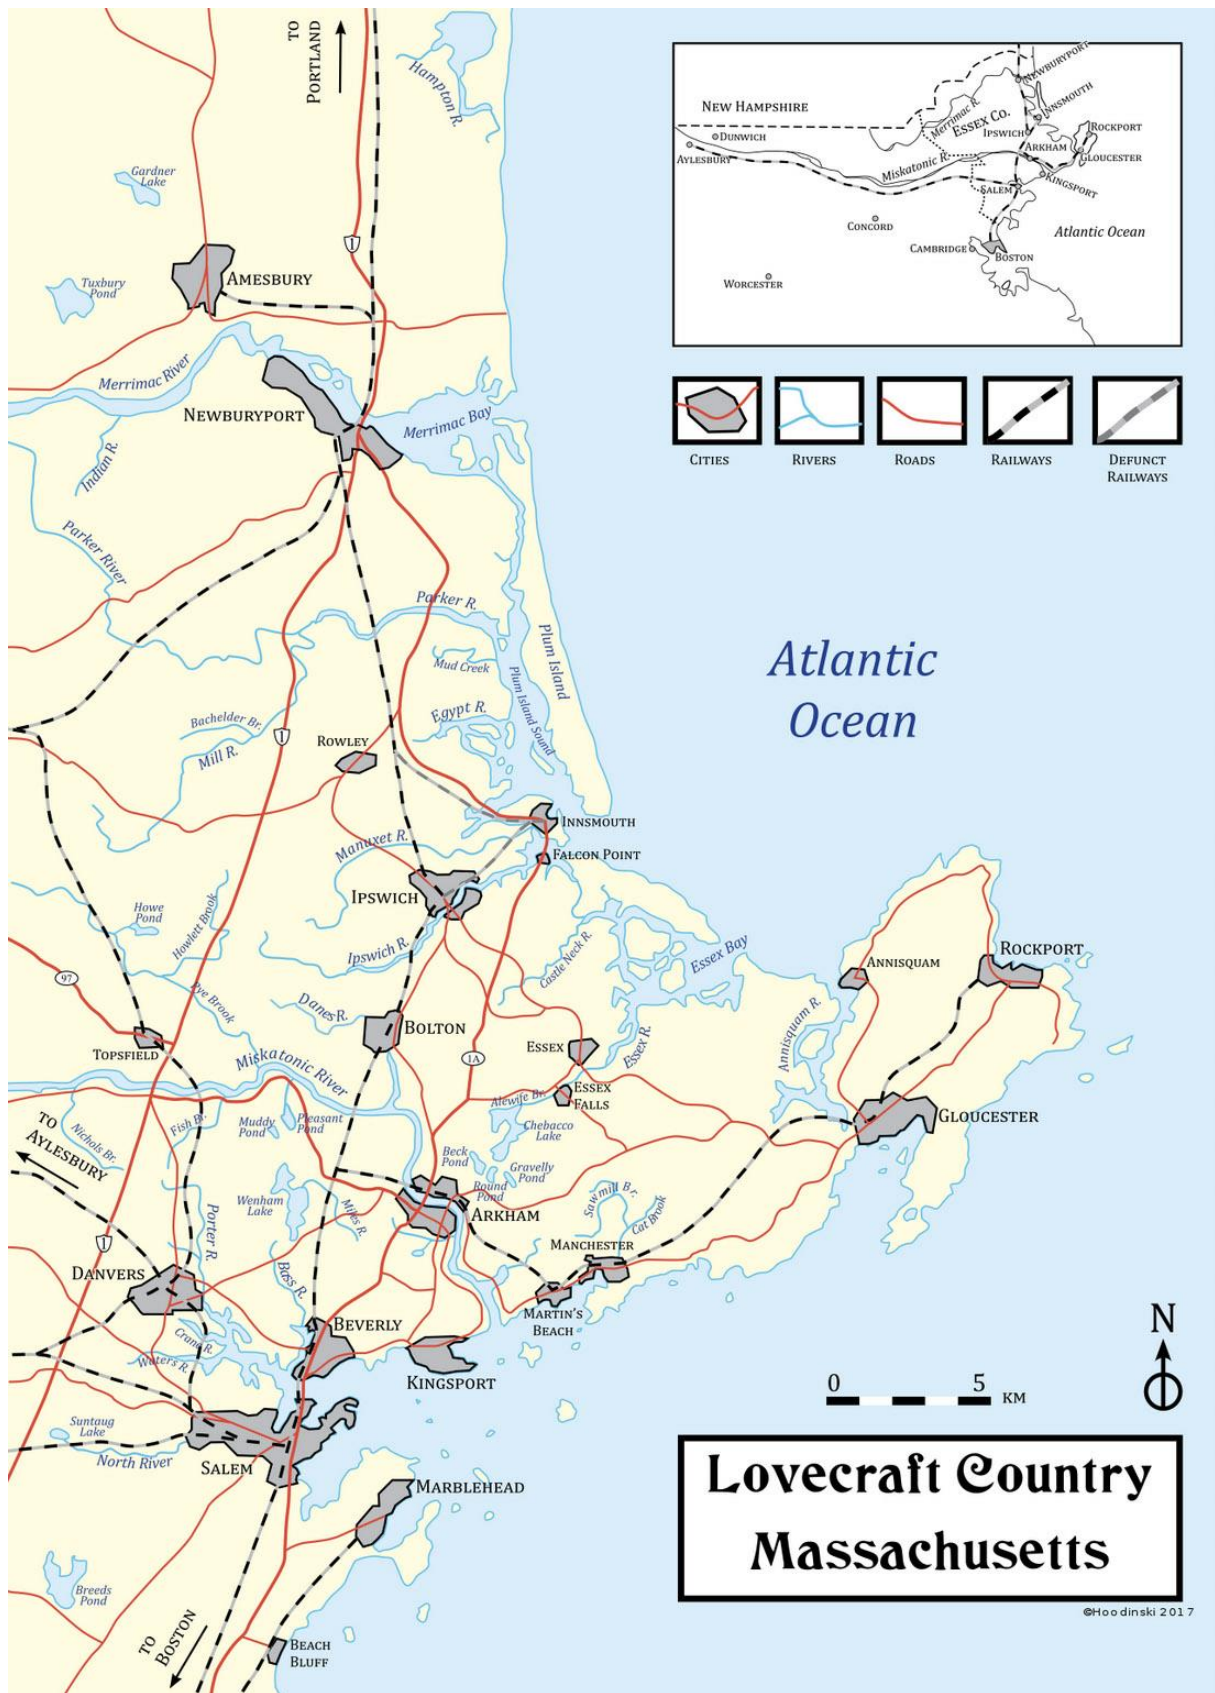 TO
PORTLAND
Hampton R.
Gardner
Lake
1
AMESBURY
Tuxbury
Pond
Merrimac River
NEWBURYPORT
Merrimac Bay
Indian R.
Parker River
Parker R.
Plum Island
Mud Creek
Plum Island Sound
Egypt R.
Bachelder Br.
Mill R.
1
ROWLEY
INNSMOUTH
Manuxet R.
FALCON POINT
IPSWICH
Howe
Pond
Howlett Brook
Ipswich R.
Castle Neck R.
Essex Bay
ANNISQUAM
ROCKPORT
97
Pye Brook
Danes R.
BOLTON
TOPSFIELD
Miskatonic River
1A
ESSEX
Essex R.
Annisquam R.
ESSEX
FALLS
Alewife Br.
Chebacco
Lake
GLOUCESTER
TO
AYLESBURY
Nichols Br.
Fish Br.
Muddy
Pond
Pleasant
Pond
Beck
Pond
Gravelly
Pond
Round
Pond
Wenham
Lake
Miles R.
ARKHAM
Sawmill Br.
Cat Brook
Porter R.
1
DANVERS
Bass R.
MANCHESTER
MARTIN'S
BEACH
BEVERLY
Crane R.
Waters R.
KINGSPORT
Suntaug
Lake
North River
SALEM
MARBLEHEAD
Breeds
Pond
TO
BOSTON
BEACH
BLUFF
Atlantic
Ocean
NEW HAMPSHIRE
DUNWICH
AYLESBURY
Merrimac R.
ESSEX CO.
NEWBURYPORT
INNSMOUTH
IPSWICH
ROCKPORT
ARKHAM
GLOUCESTER
Miskatonic R.
KINGSPORT
SALEM
CONCORD
CAMBRIDGE
BOSTON
Atlantic Ocean
WORCESTER
CITIES
RIVERS
ROADS
RAILWAYS
DEFUNCT
RAILWAYS
N
0 5 KM
Lovecraft Country
Massachusetts
©Hoodinski 2017